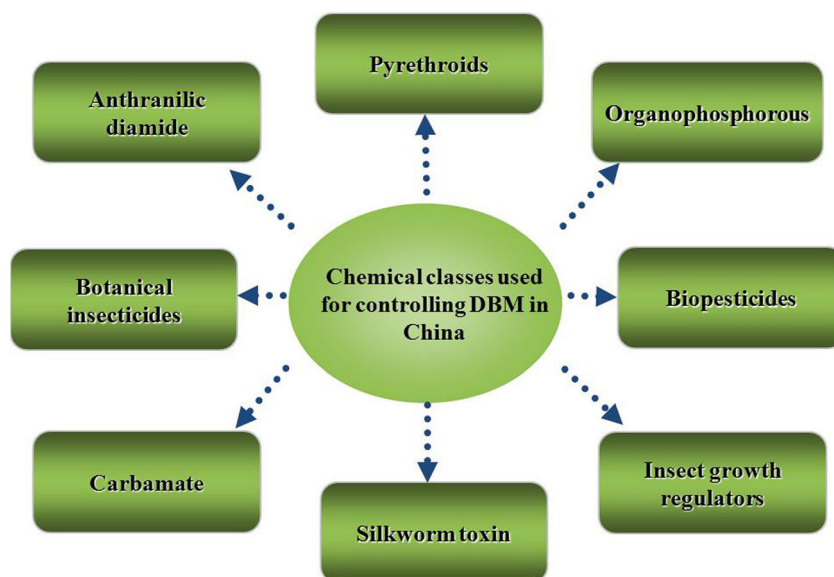 Pyrethroids
Anthranilic
diamide
Organophosphorous
Chemical classes used
for controlling DBM in
China
Botanical
insecticides
Biopesticides
Carbamate
Insect growth
regulators
Silkworm toxin